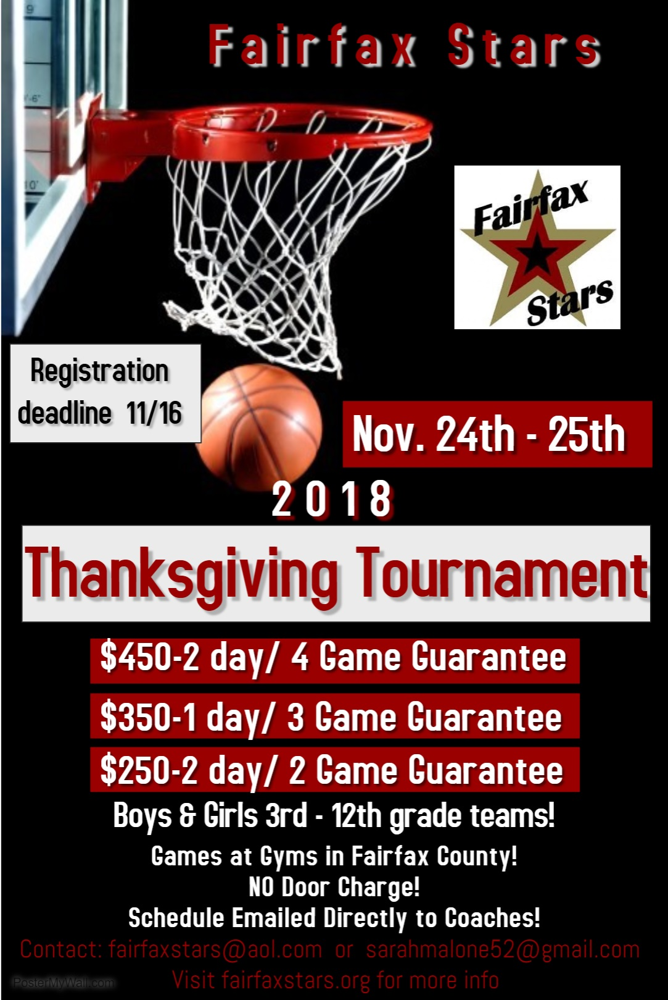 9'
'-6"
10'
Fairfax Stars
Fairfax
Stars
Registration
deadline 11/16
Nov. 24th - 25th
2018
Thanksgiving Tournament
$450-2 day/ 4 Game Guarantee
$350-1 day/ 3 Game Guarantee
$250-2 day/ 2 Game Guarantee
Boys & Girls 3rd - 12th grade teams!
Games at Gyms in Fairfax County!
NO Door Charge!
Schedule Emailed Directly to Coaches!
Contact: fairfaxstars@aol.com or sarahmalone52@gmail.com
Visit fairfaxstars.org for more info
PosterMyWall.com